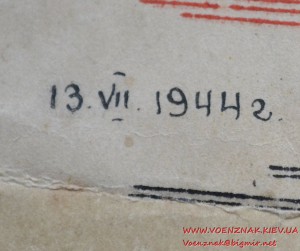 13.VII.1944г.
WWW.VOENZNAK.KIEV.UA
Voenznak@bigmir.net